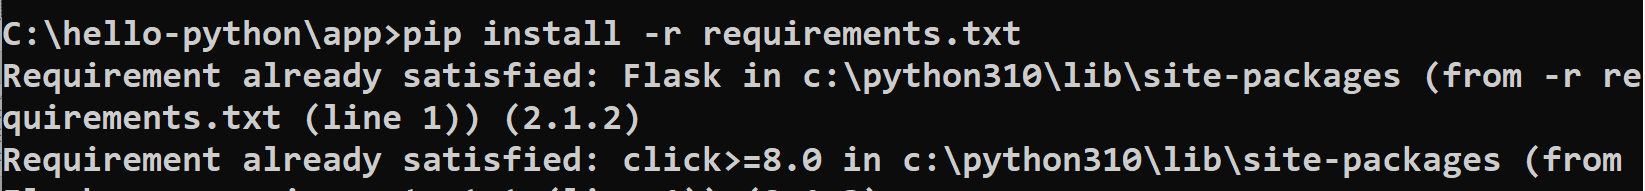 C:\hello-python\app>pip install -r requirements.txt
Requirement already satisfied: Flask in c:\python310\lib\site-packages (from -r re
quirements.txt (line 1)) (2.1.2)
Requirement already satisfied: click>=8.0 in c:\python310\lib\site-packages (from